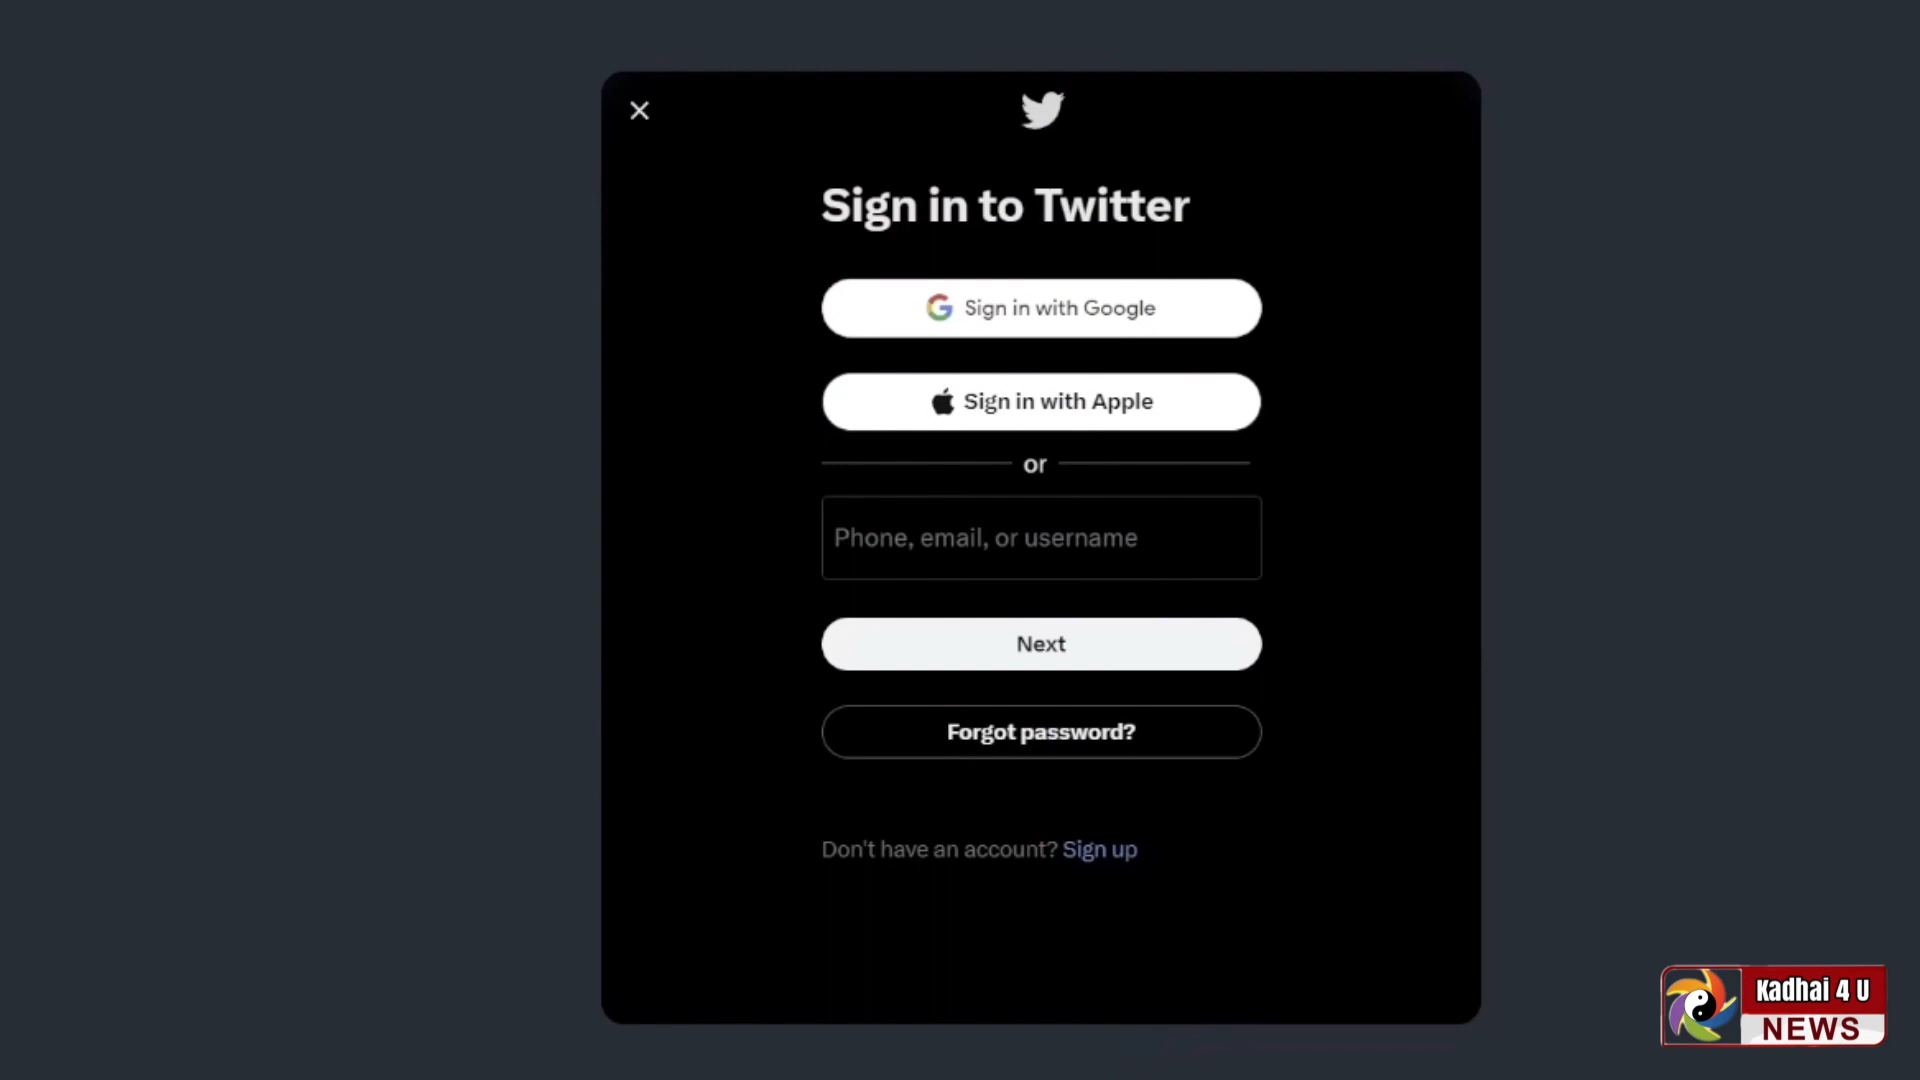 Sign in to Twitter
Sign in with Google
Sign in with Apple
or
Phone, email, or username
Next
Forgot password?
Don't have an account? Sign up
Kadhai 4 U
NEWS